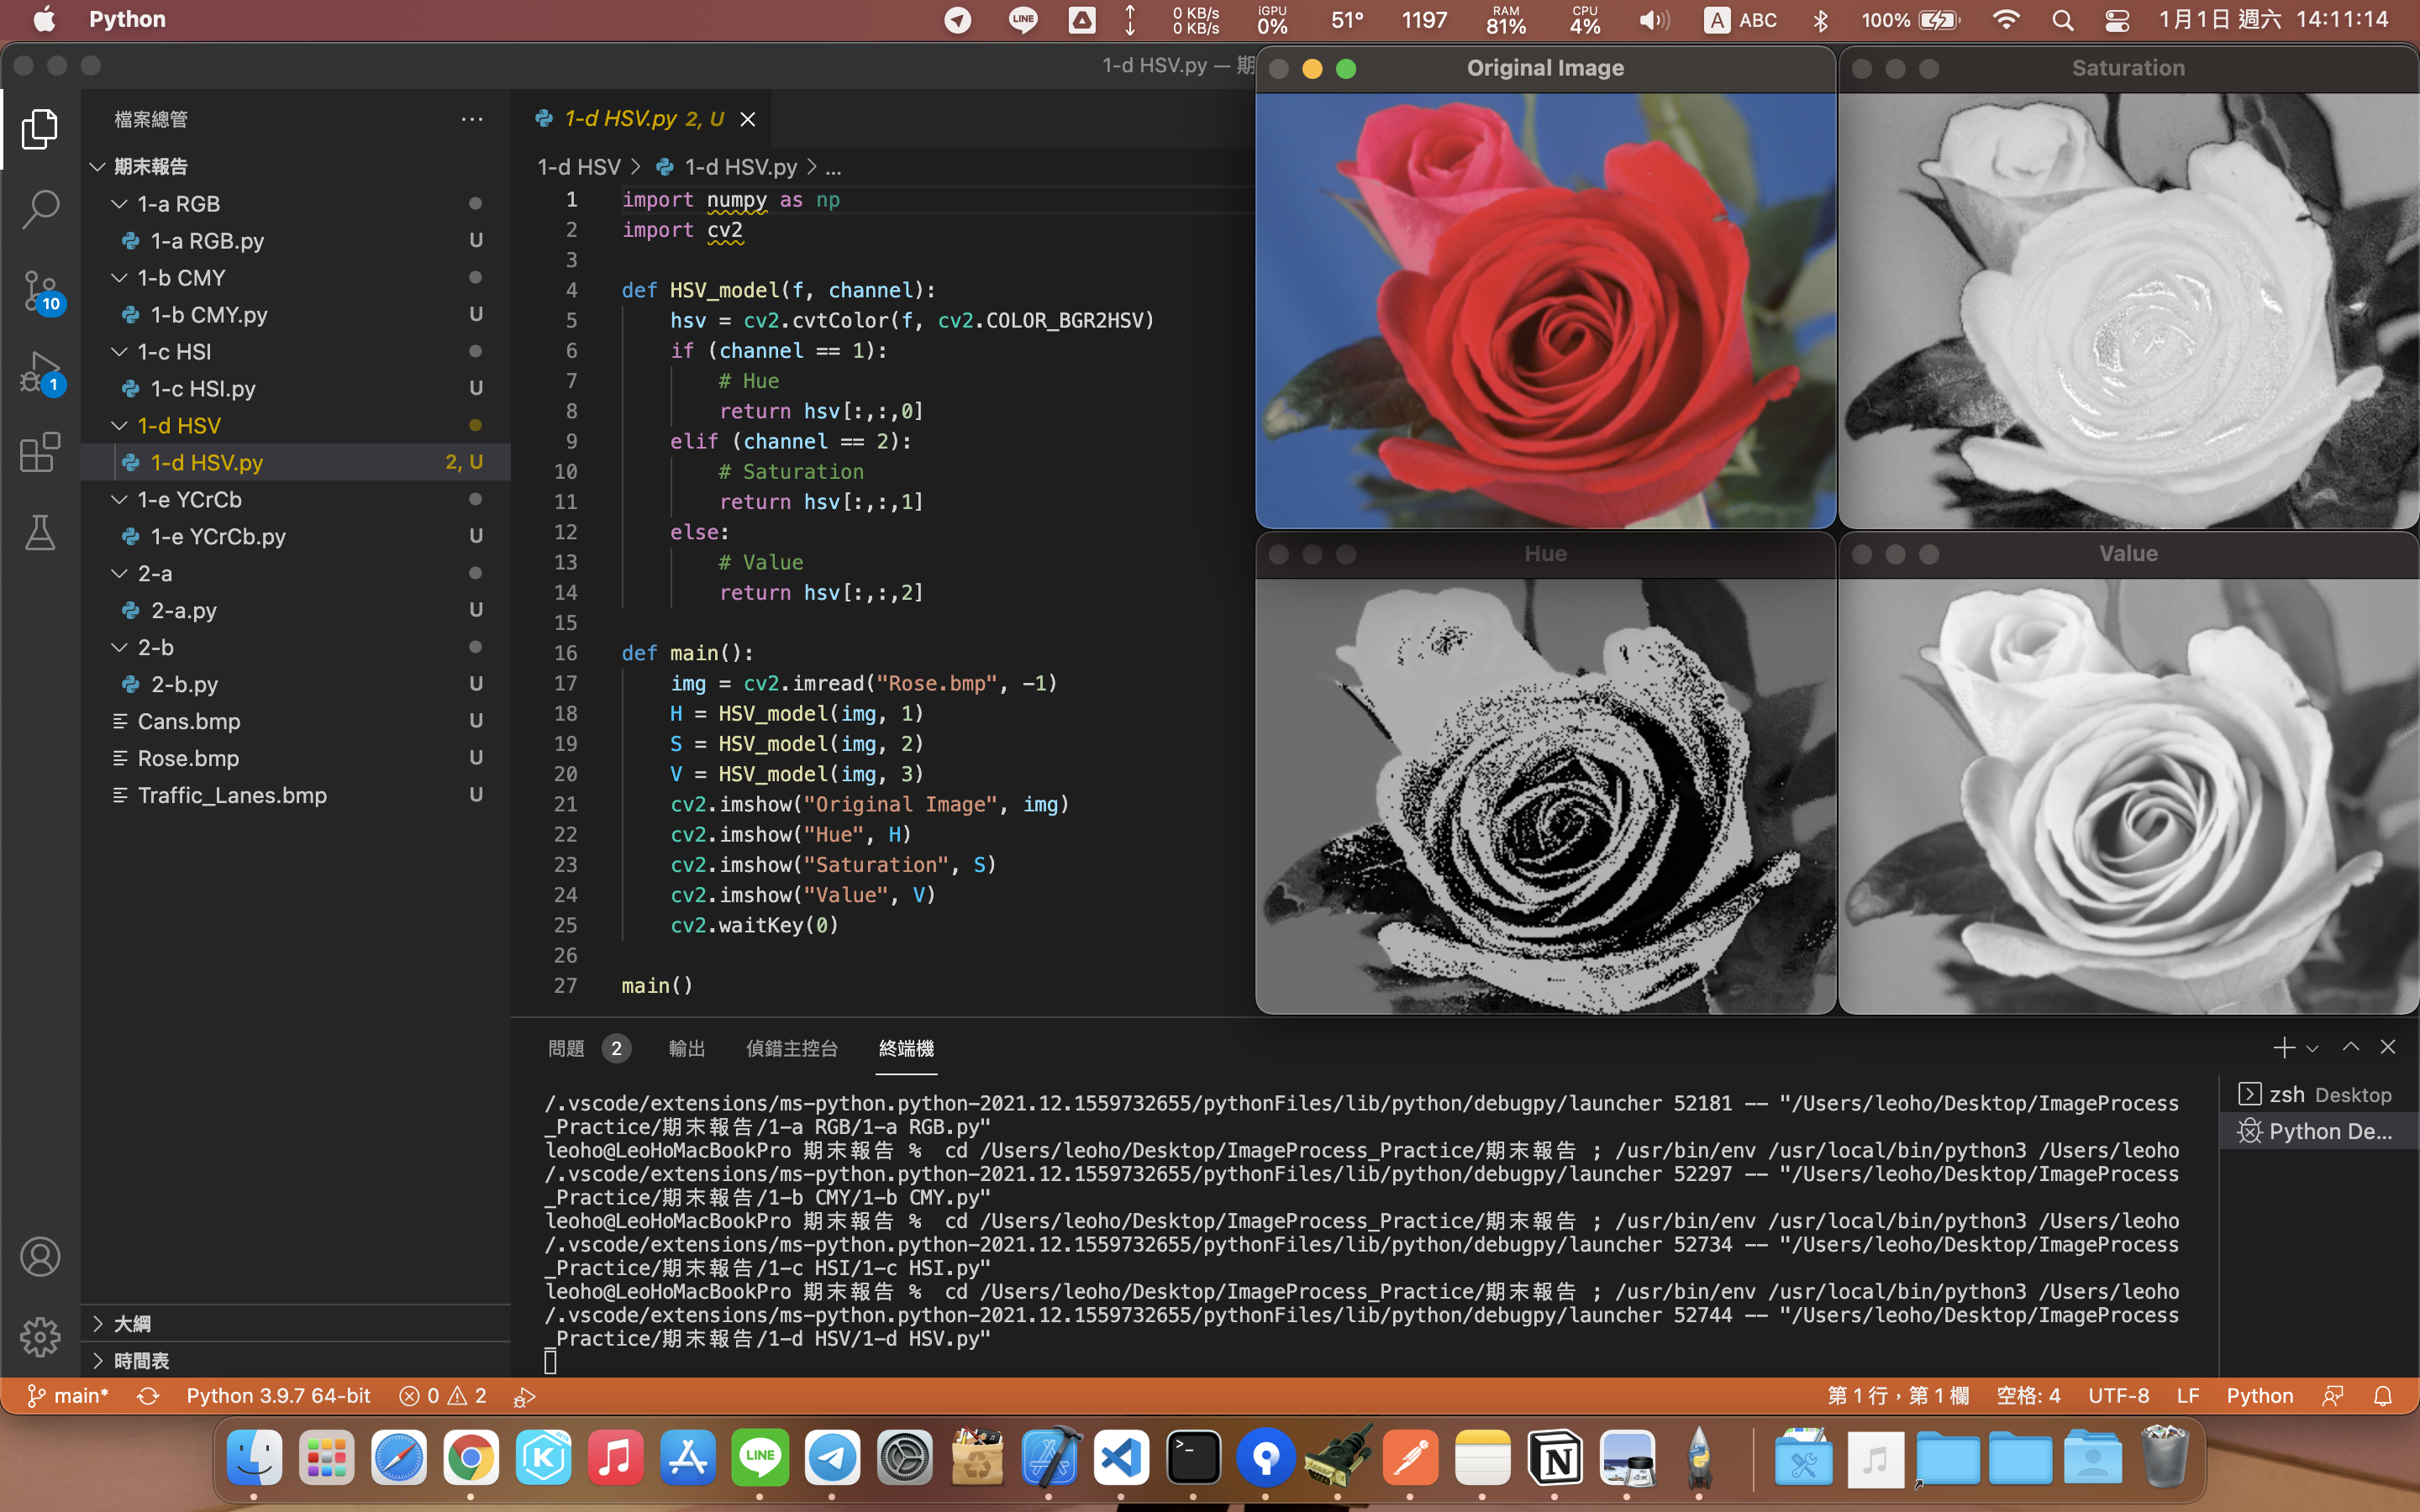 Python
LINE
0 KB/s
0 KB/s
iGPU
0%
51°
1197
RAM
81%
CPU
4%
A ABC
100%
1月1日 週六 14:11:14
1-d HSV.py — 期
檔案總管
期末報告
1-a RGB
1-a RGB.py U
1-b CMY
1-b CMY.py U
1-c HSI
1-c HSI.py U
1-d HSV
1-d HSV.py 2, U
1-e YCrCb
1-e YCrCb.py U
2-a
2-a.py U
2-b
2-b.py U
Cans.bmp U
Rose.bmp U
Traffic_Lanes.bmp U
10
1
大綱
時間表
1-d HSV.py 2, U
1-d HSV > 1-d HSV.py > ...
1 import numpy as np
2 import cv2
3
4 def HSV_model(f, channel):
5 hsv = cv2.cvtColor(f, cv2.COLOR_BGR2HSV)
6 if (channel == 1):
7 # Hue
8 return hsv[:,:,0]
9 elif (channel == 2):
10 # Saturation
11 return hsv[:,:,1]
12 else:
13 # Value
14 return hsv[:,:,2]
15
16 def main():
17 img = cv2.imread("Rose.bmp", -1)
18 H = HSV_model(img, 1)
19 S = HSV_model(img, 2)
20 V = HSV_model(img, 3)
21 cv2.imshow("Original Image", img)
22 cv2.imshow("Hue", H)
23 cv2.imshow("Saturation", S)
24 cv2.imshow("Value", V)
25 cv2.waitKey(0)
26
27 main()
Original Image
Saturation
Hue
Value
問題 2 輸出 偵錯主控台 終端機
/.vscode/extensions/ms-python.python-2021.12.1559732655/pythonFiles/lib/python/debugpy/launcher 52181 -- "/Users/leoho/Desktop/ImageProcess
_Practice/期末報告/1-a RGB/1-a RGB.py"
leoho@LeoHoMacBookPro 期末報告 % cd /Users/leoho/Desktop/ImageProcess_Practice/期末報告 ; /usr/bin/env /usr/local/bin/python3 /Users/leoho
/.vscode/extensions/ms-python.python-2021.12.1559732655/pythonFiles/lib/python/debugpy/launcher 52297 -- "/Users/leoho/Desktop/ImageProcess
_Practice/期末報告/1-b CMY/1-b CMY.py"
leoho@LeoHoMacBookPro 期末報告 % cd /Users/leoho/Desktop/ImageProcess_Practice/期末報告 ; /usr/bin/env /usr/local/bin/python3 /Users/leoho
/.vscode/extensions/ms-python.python-2021.12.1559732655/pythonFiles/lib/python/debugpy/launcher 52734 -- "/Users/leoho/Desktop/ImageProcess
_Practice/期末報告/1-c HSI/1-c HSI.py"
leoho@LeoHoMacBookPro 期末報告 % cd /Users/leoho/Desktop/ImageProcess_Practice/期末報告 ; /usr/bin/env /usr/local/bin/python3 /Users/leoho
/.vscode/extensions/ms-python.python-2021.12.1559732655/pythonFiles/lib/python/debugpy/launcher 52744 -- "/Users/leoho/Desktop/ImageProcess
_Practice/期末報告/1-d HSV/1-d HSV.py"
zsh Desktop
Python De...
main* Python 3.9.7 64-bit 0 2
第 1 行，第 1 欄 空格: 4 UTF-8 LF Python
LINE